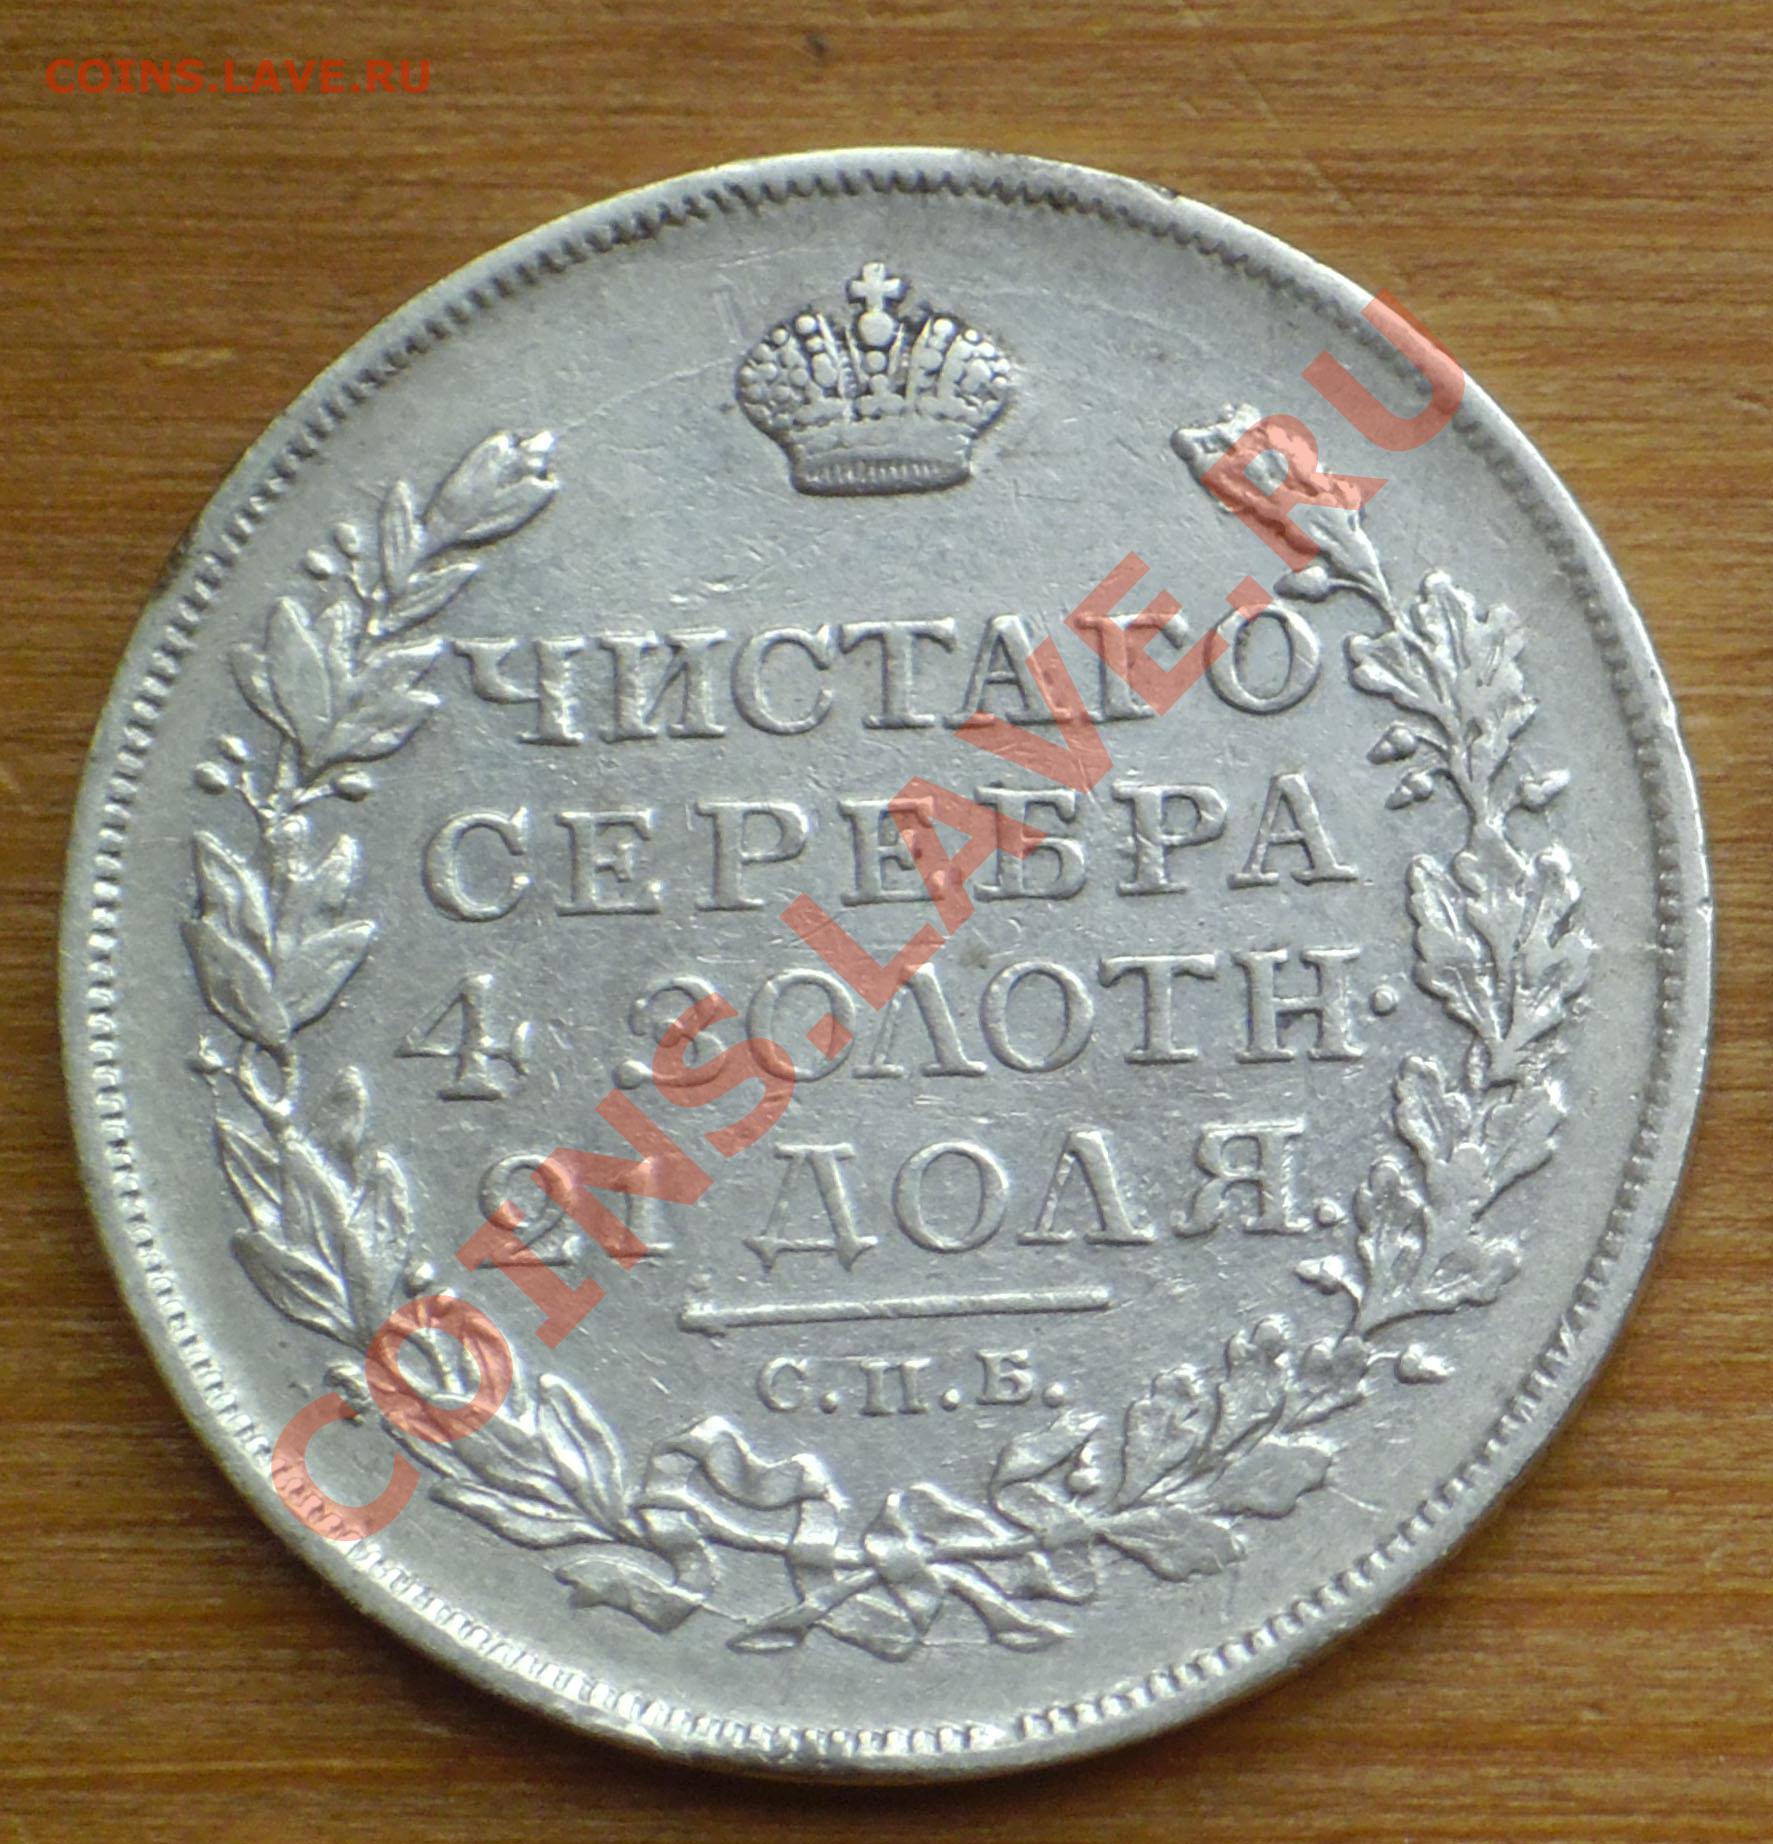 COINS.LAVE.RU
ЧИСТАГО
СЕРЕБРА
4 ЗОЛОТН.
21 ДОЛЯ.
С.П.Б.
COINS.LAVE.RU